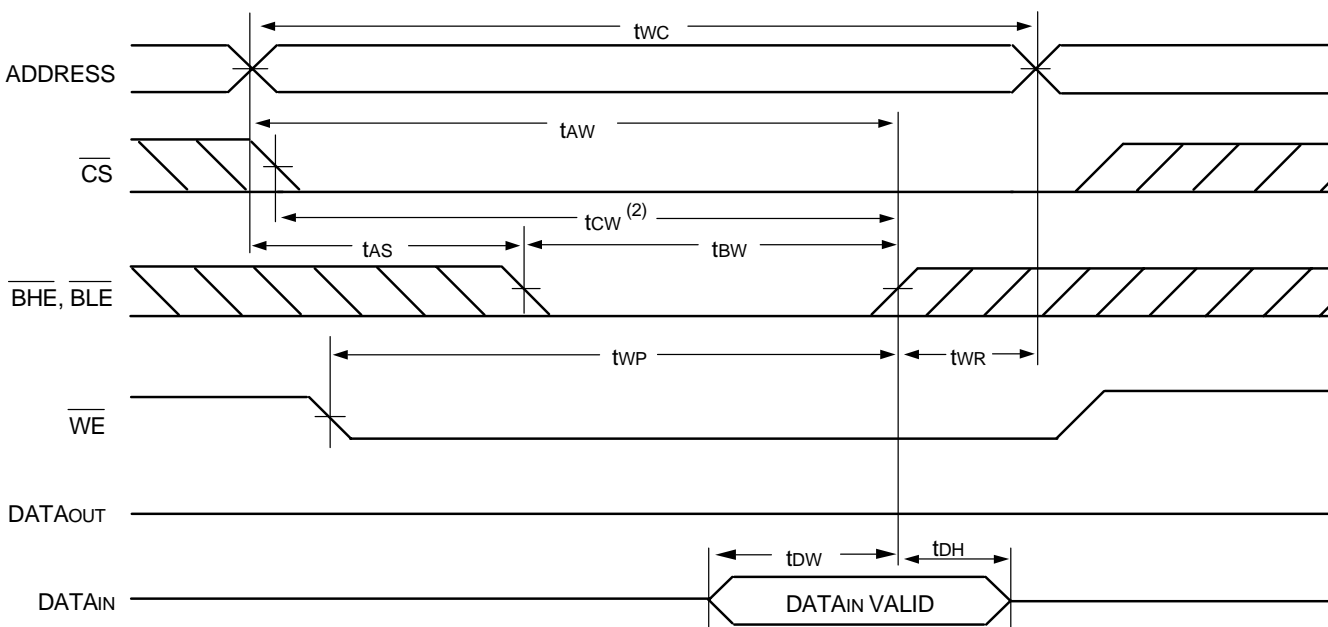 tWC
ADDRESS
tAW
CS
tCW (2)
tAS
tBW
BHE, BLE
tWP
tWR
WE
DATAOUT
tDW
tDH
DATAIN
DATAIN VALID